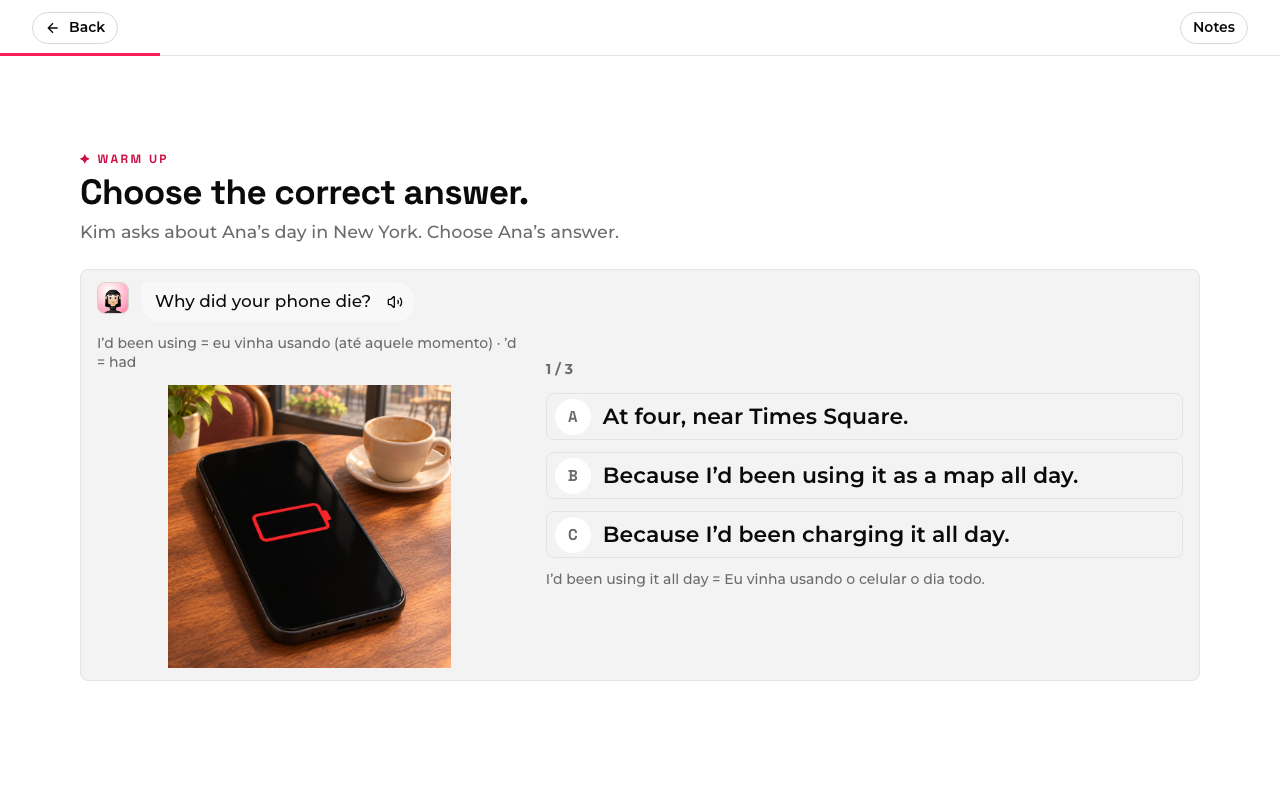 Back
Notes
WARM UP
Choose the correct answer.
Kim asks about Ana’s day in New York. Choose Ana’s answer.
Why did your phone die?
I’d been using = eu vinha usando (até aquele momento) · ’d
= had
1 / 3
A At four, near Times Square.
B Because I’d been using it as a map all day.
C Because I’d been charging it all day.
I’d been using it all day = Eu vinha usando o celular o dia todo.